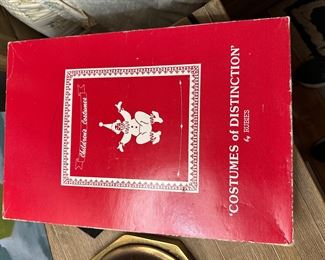 Children's Costumes
'COSTUMES of DISTINCTION'
by RUBIES